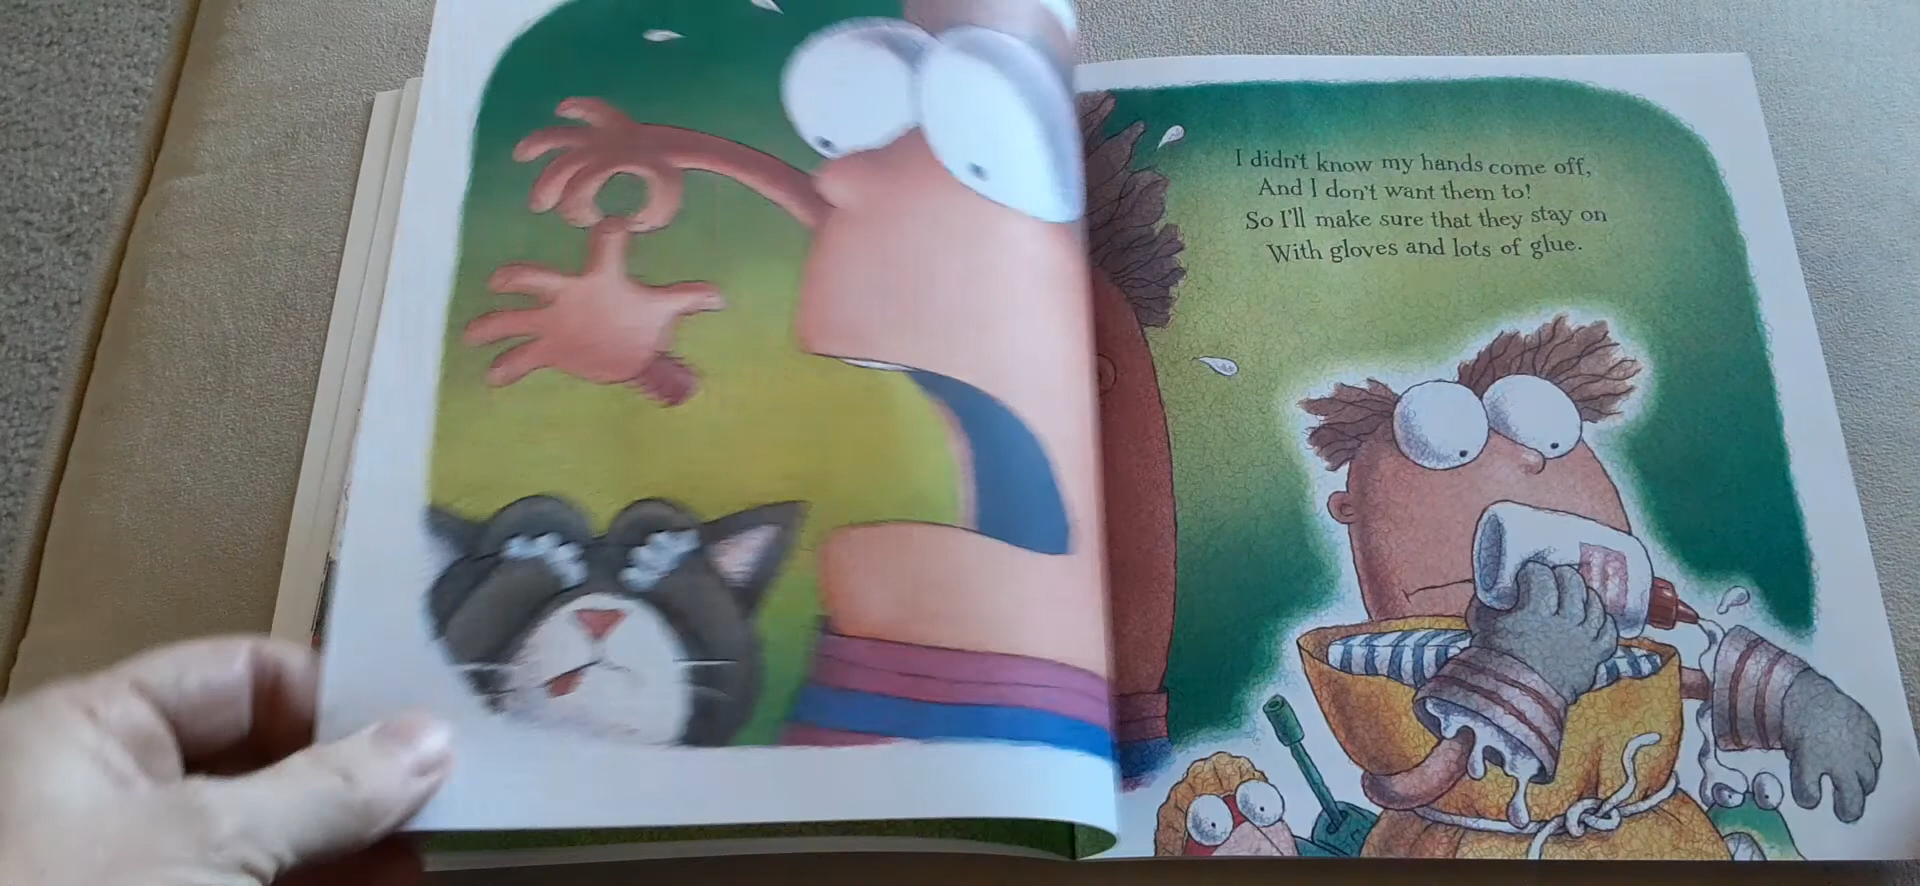 I didn't know my hands come off,
And I don't want them to!
So I'll make sure that they stay on
With gloves and lots of glue.